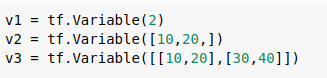 v1 = tf.Variable(2)
v2 = tf.Variable([10,20,])
v3 = tf.Variable([[10,20],[30,40]])